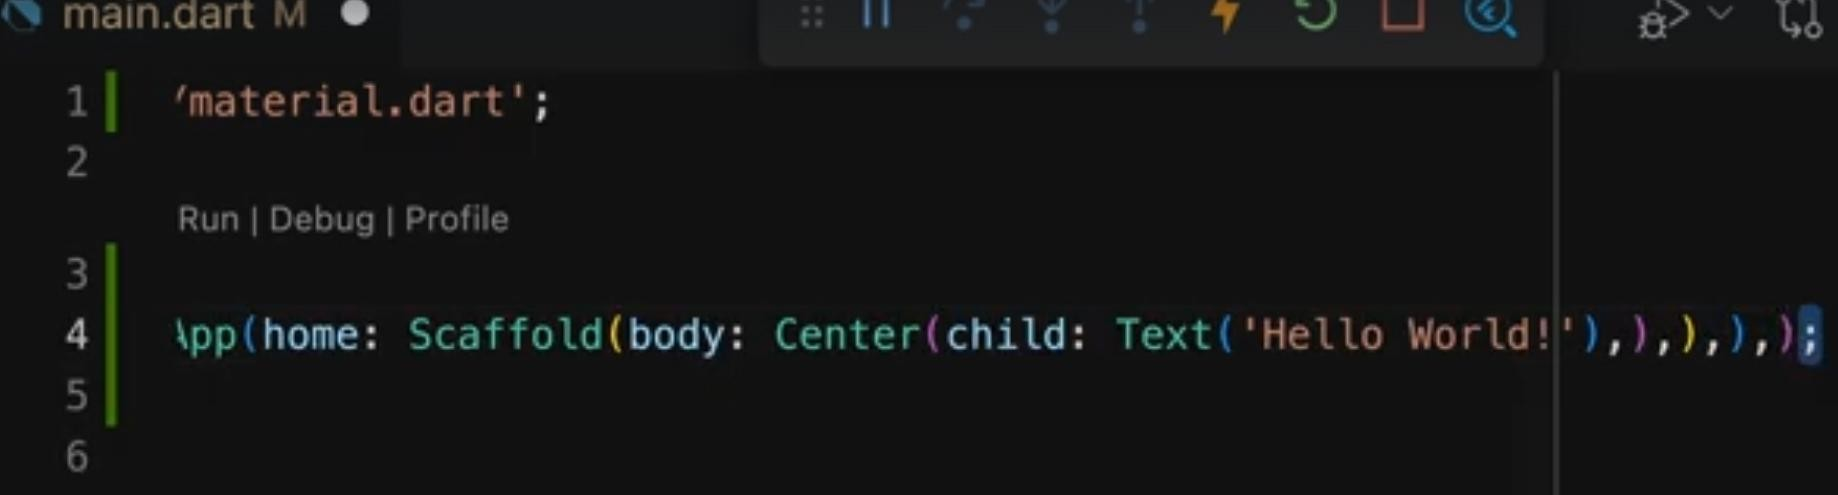 main.dart M
1 'material.dart';
2
Run | Debug | Profile
3
4 App(home: Scaffold(body: Center(child: Text('Hello World!'),),),),);
5
6